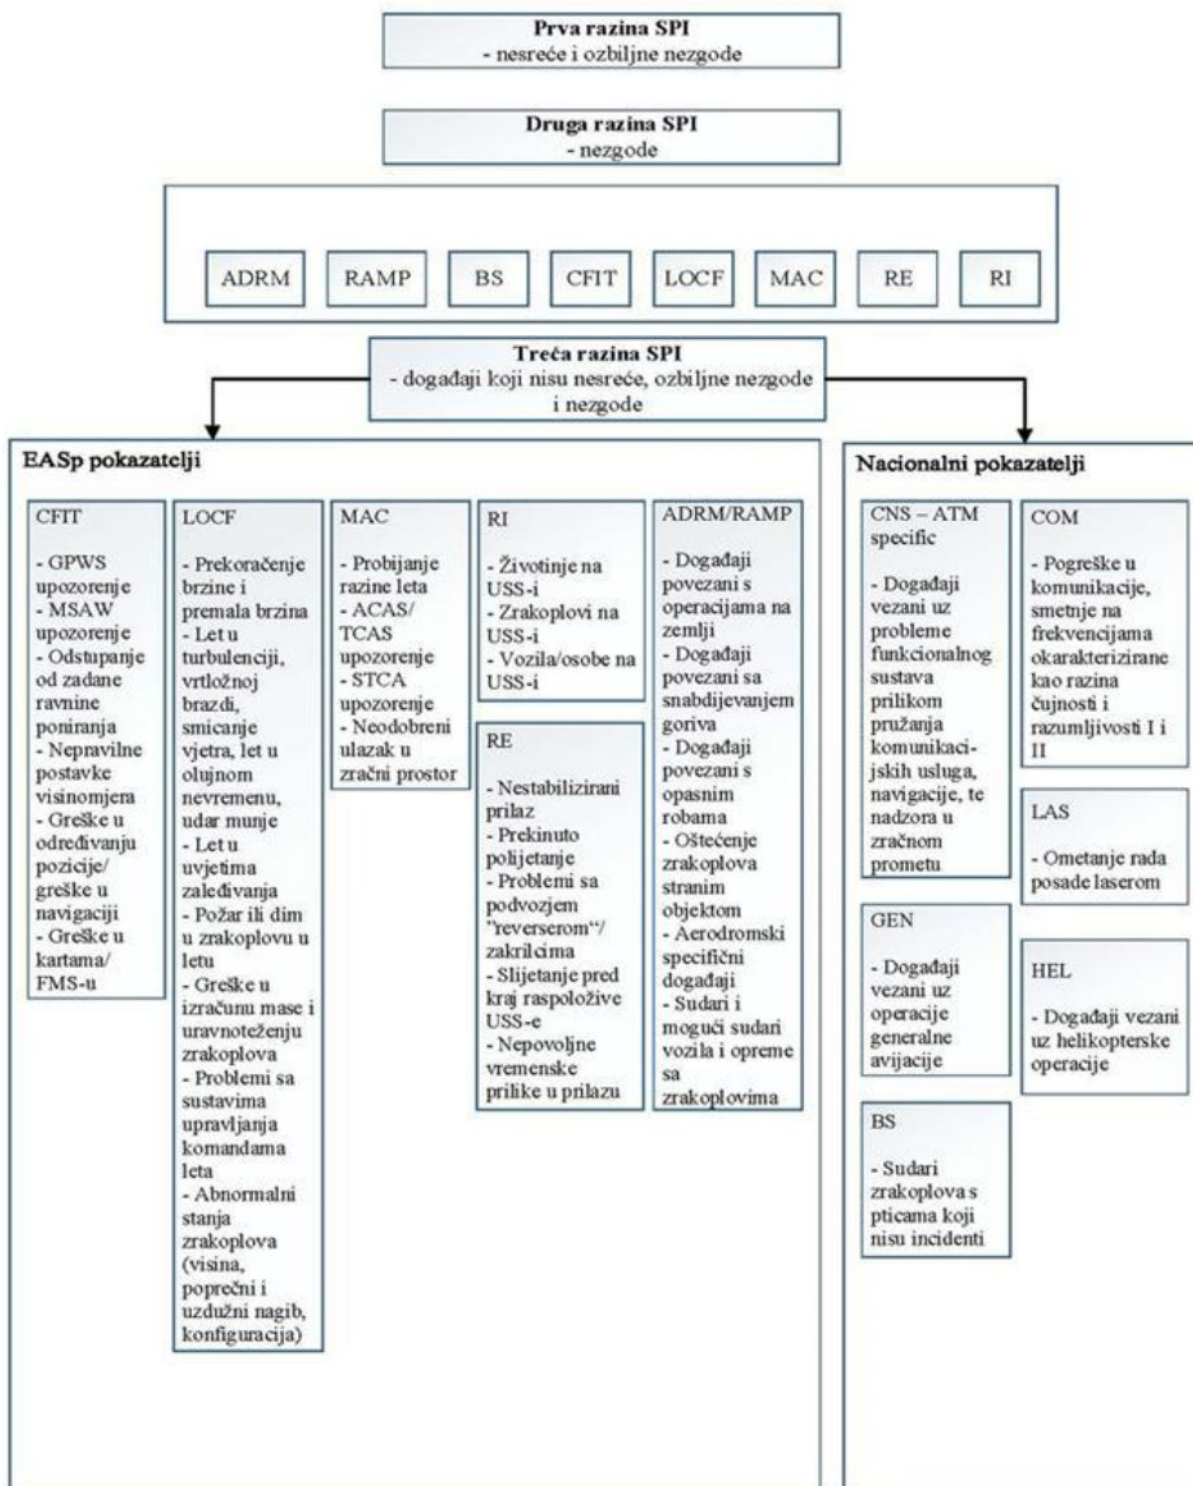 Prva razina SPI
- nesreće i ozbiljne nezgode
Druga razina SPI
- nezgode
ADRM
RAMP
BS
CFIT
LOCF
MAC
RE
RI
Treća razina SPI
- događaji koji nisu nesreće, ozbiljne nezgode
i nezgode
EASp pokazatelji
CFIT
- GPWS
upozorenje
- MSAW
upozorenje
- Odstupanje
od zadane
ravnine
poniranja
- Nepravilne
postavke
visinomjera
- Greške u
određivanju
pozicije/
greške u
navigaciji
- Greške u
kartama/
FMS-u
LOCF
- Prekoračenje
brzine i
premala brzina
- Let u
turbulenciji,
vrtložnoj
brazdi,
smicanje
vjetra, let u
olujnom
nevremenu,
udar munje
- Let u
uvjetima
zaleđivanja
- Požar ili dim
u zrakoplovu u
letu
- Greške u
izračunu mase i
uravnoteženju
zrakoplova
- Problemi sa
sustavima
upravljanja
komandama
leta
- Abnormalni
stanja
zrakoplova
(visina,
poprečni i
uzdužni nagib,
konfiguracija)
MAC
- Probijanje
razine leta
- ACAS/
TCAS
upozorenje
- STCA
upozorenje
- Neodobreni
ulazak u
zračni prostor
RI
- Životinje na
USS-i
- Zrakoplovi na
USS-i
- Vozila/osobe na
USS-i
RE
- Nestabilizirani
prilaz
- Prekinuto
polijetanje
- Problemi sa
podvozjem
"reverserom"/
zakrilcima
- Slijetanje pred
kraj raspoložive
USS-e
- Nepovoljne
vremenske
prilike u prilazu
ADRM/RAMP
- Događaji
povezani s
operacijama na
zemlji
- Događaji
povezani sa
snabdijevanjem
goriva
- Događaji
povezani s
opasnim
robama
- Oštećenje
zrakoplova
stranim
objektom
- Aerodromski
specifični
događaji
- Sudari i
mogući sudari
vozila i opreme
sa
zrakoplovima
Nacionalni pokazatelji
CNS – ATM
specific
- Događaji
vezani uz
probleme
funkcionalnog
sustava
prilikom
pružanja
komunikaci-
jskih usluga,
navigacije, te
nadzora u
zračnom
prometu
GEN
- Događaji
vezani uz
operacije
generalne
avijacije
BS
- Sudari
zrakoplova s
pticama koji
nisu incidenti
COM
- Pogreške u
komunikacije,
smetnje na
frekvencijama
okarakterizirane
kao razina
čujnosti i
razumljivosti I i
II
LAS
- Ometanje rada
posade laserom
HEL
- Događaji vezani
uz helikopterske
operacije